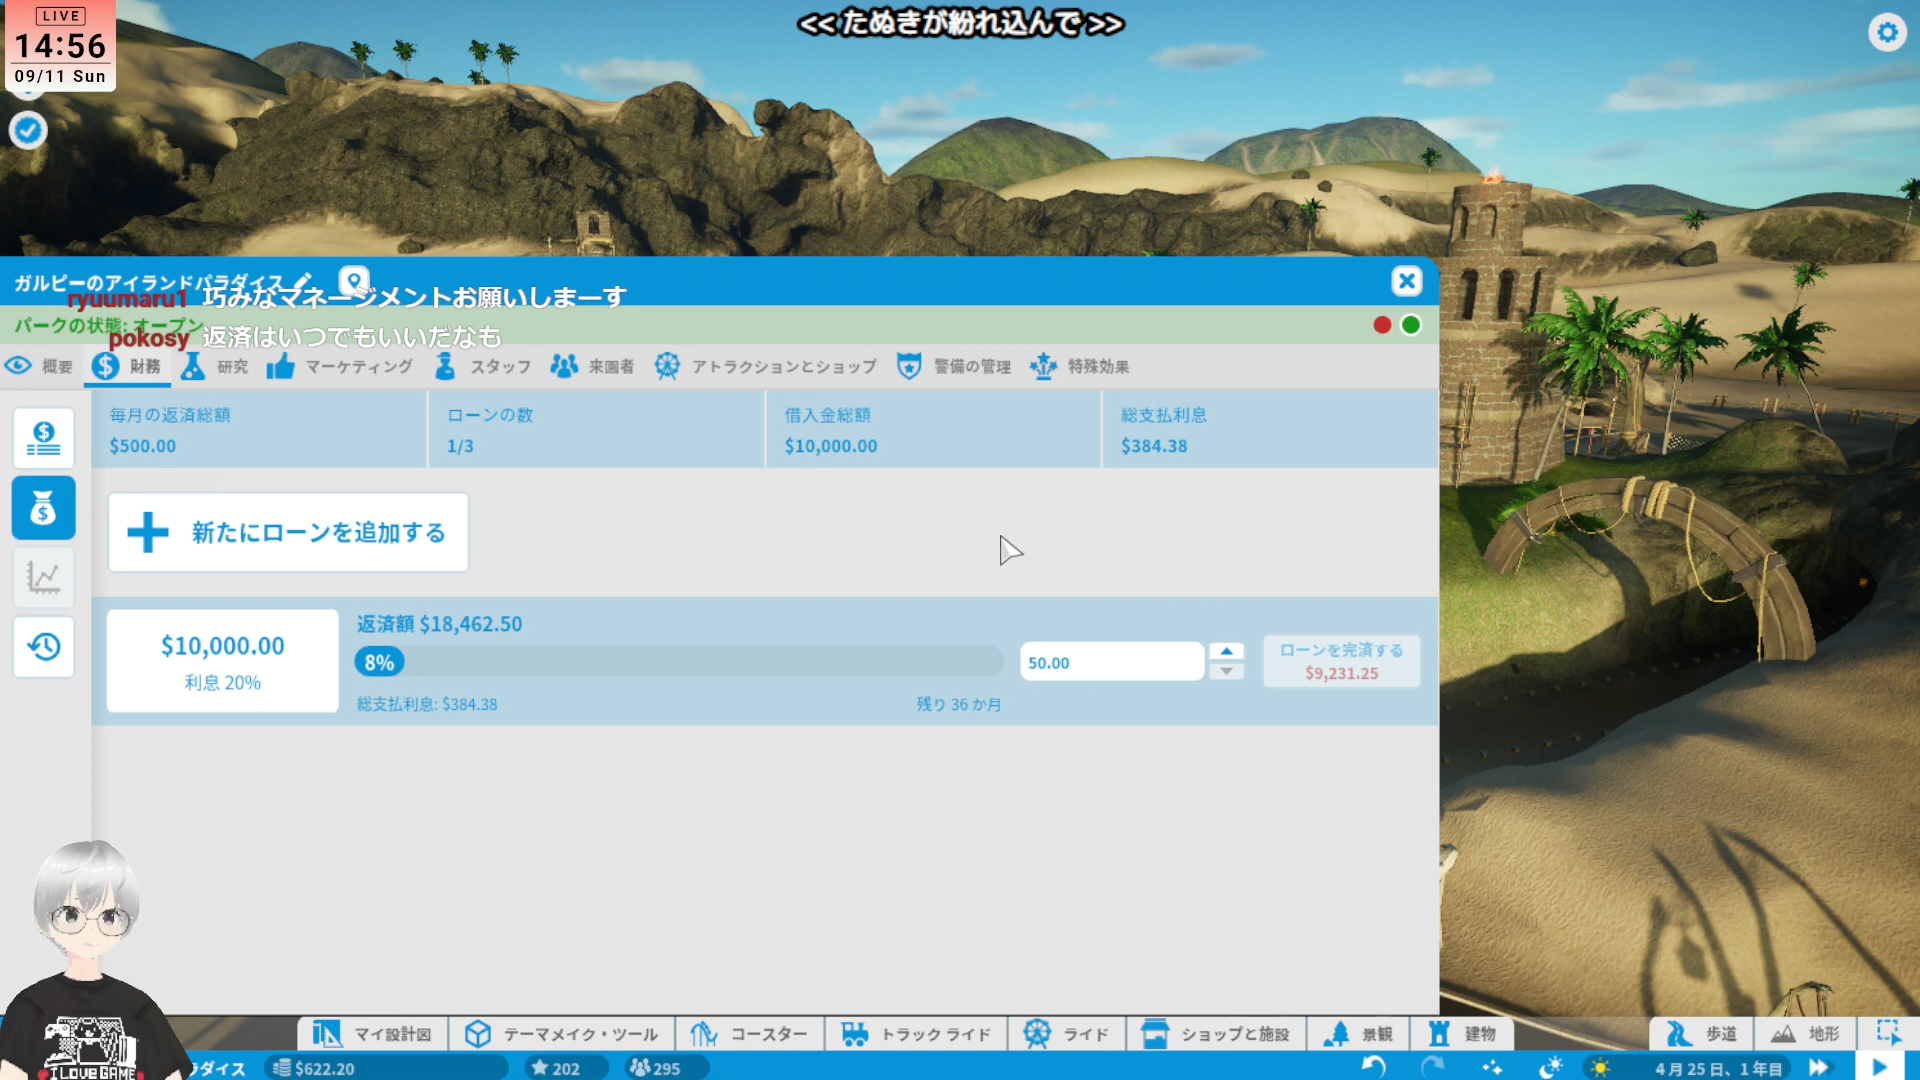 LIVE
14:56
09/11 Sun
<< たぬきが紛れ込んで >>
ガルピーのアイランドパラダイス
ryuumaru1 巧みなマネージメントお願いしまーす
パークの状態: オープン
pokosy 返済はいつでもいいだなも
概要 財務 研究 マーケティング スタッフ 来園者 アトラクションとショップ 警備の管理 特殊効果
毎月の返済総額 ローンの数 借入金総額 総支払利息
$500.00 1/3 $10,000.00 $384.38
新たにローンを追加する
$10,000.00
利息 20%
返済額 $18,462.50
8%
総支払利息: $384.38
残り 36 か月
50.00
ローンを完済する
$9,231.25
I LOVE GAME
マイ設計図 テーマメイク・ツール コースター トラック ライド ライド ショップと施設 景観 建物 歩道 地形
ラダイス $622.20 202 295 4 月 25 日、1 年目